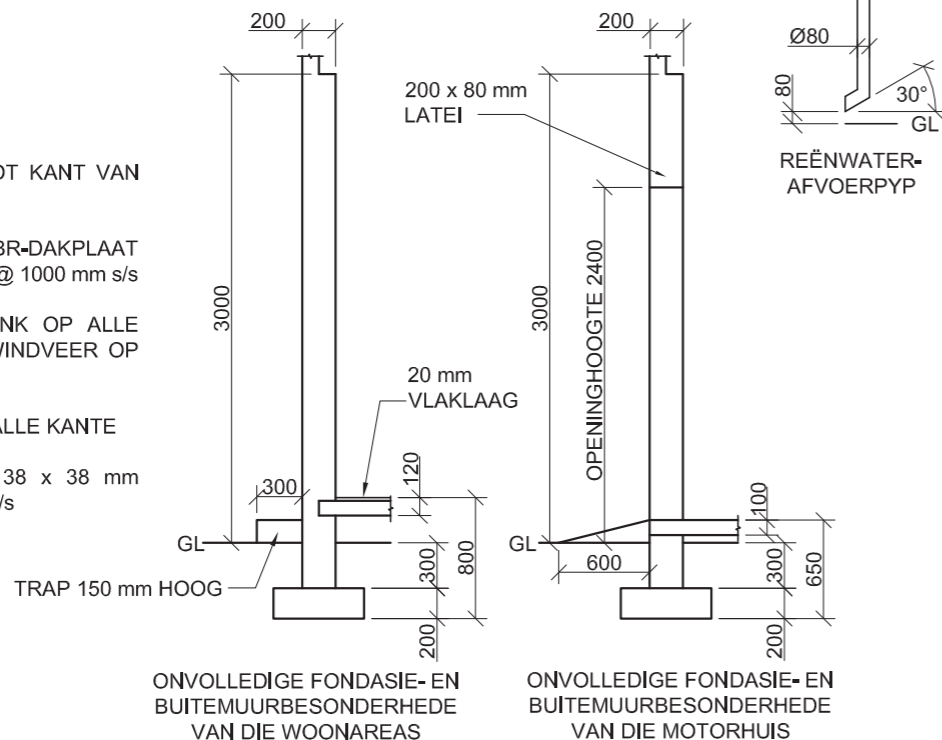 OT KANT VAN
BR-DAKPLAAT
@ 1000 mm s/s
NK OP ALLE
WINDVEER OP
ALLE KANTE
38 x 38 mm
/s
200
3000
20 mm
VLAKLAAG
120
300
GL
800
300
200
TRAP 150 mm HOOG
ONVOLLEDIGE FONDASIE- EN
BUITEMUURBESONDERHEDE
VAN DIE WOONAREAS
200
200 x 80 mm
LATEI
3000
OPENINGHOOGTE 2400
100
GL
600
300
650
200
ONVOLLEDIGE FONDASIE- EN
BUITEMUURBESONDERHEDE
VAN DIE MOTORHUIS
Ø80
80
30°
GL
REËNWATER-
AFVOERPYP